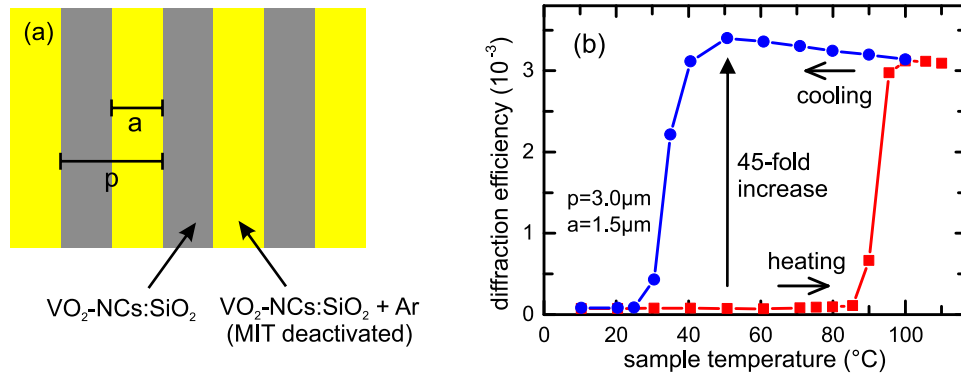 (a)
a
p
VO₂-NCs:SiO₂
VO₂-NCs:SiO₂ + Ar
(MIT deactivated)
(b)
diffraction efficiency (10⁻³)
3
2
1
0
0 20 40 60 80 100
sample temperature (°C)
cooling
45-fold
increase
p=3.0µm
a=1.5µm
heating